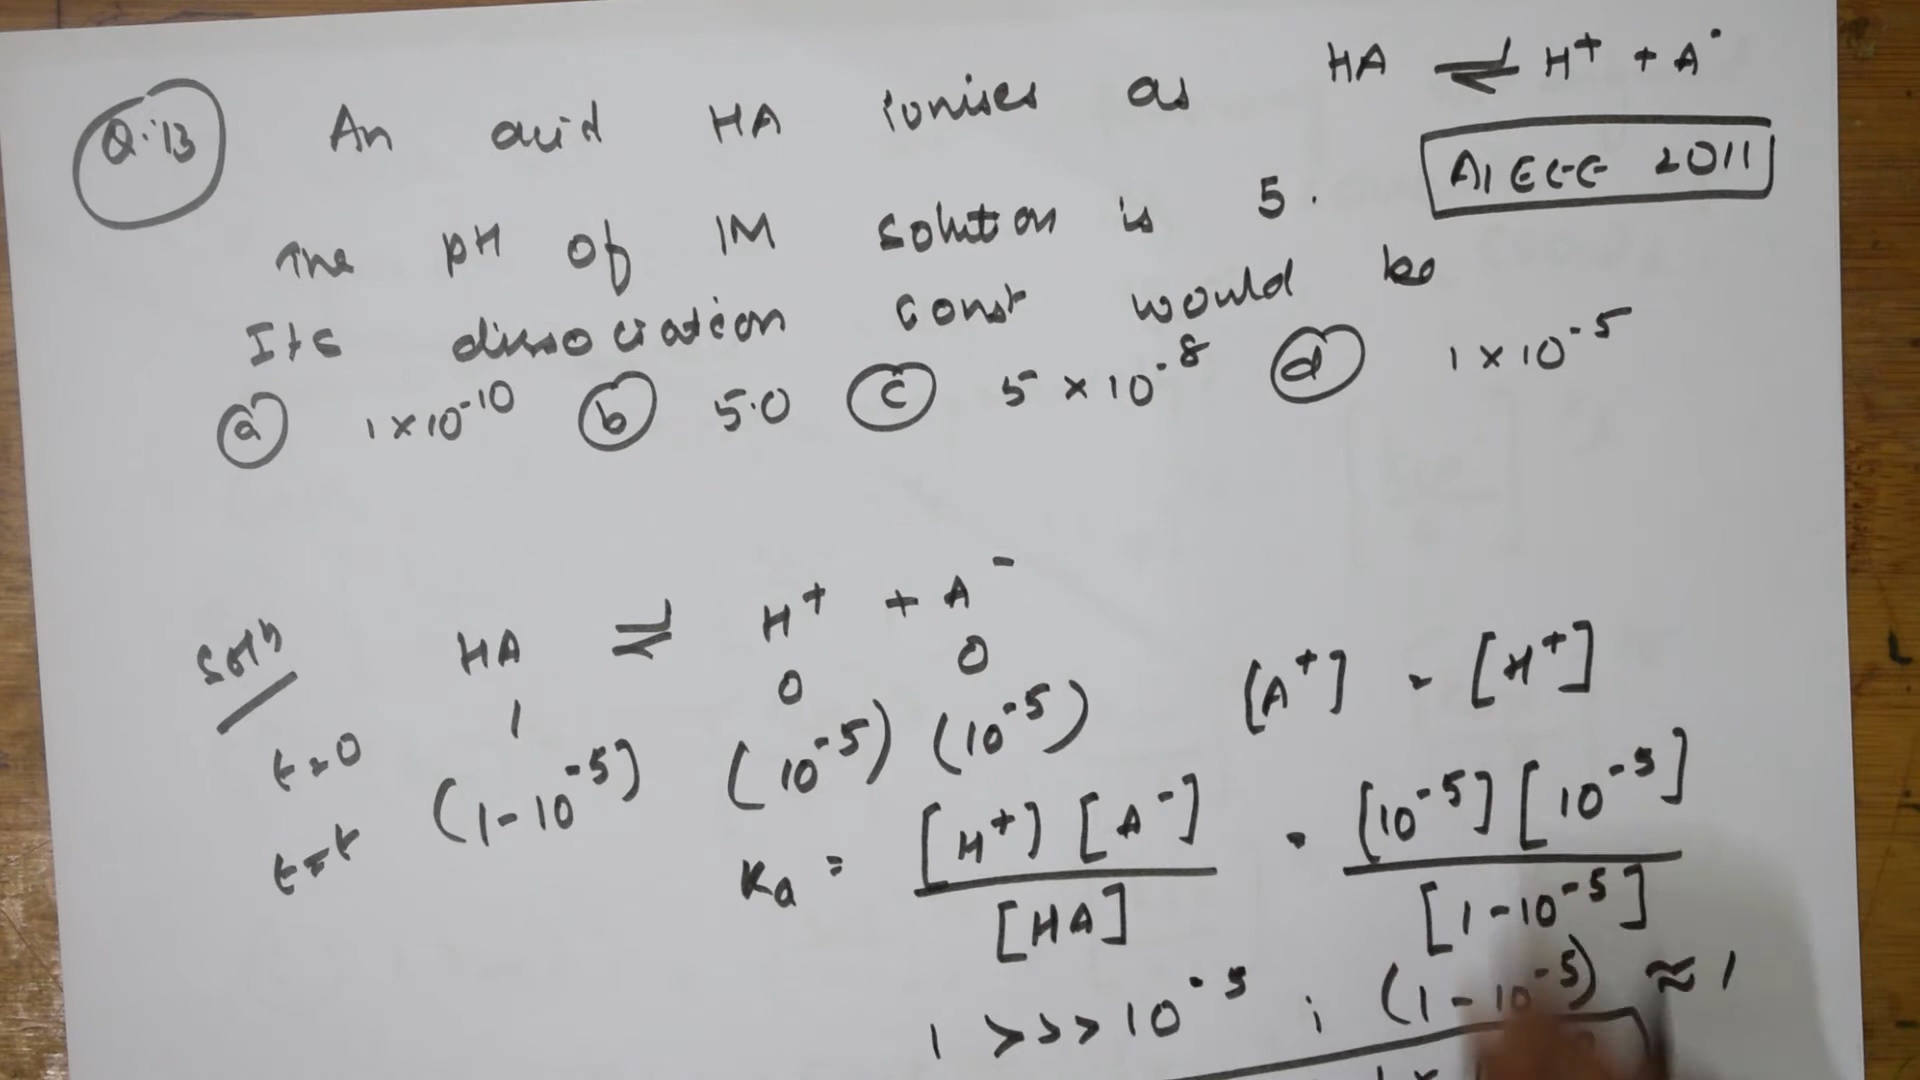 Q.13 An acid HA ionises as HA ⇌ H⁺ + A⁻
AIEEE 2011
The pH of 1M solution is 5.
Its dissociation const would be
(a) 1 × 10⁻¹⁰ (b) 5.0 (c) 5 × 10⁻⁸ (d) 1 × 10⁻⁵
Soln HA ⇌ H⁺ + A⁻
t=0 1 0 0
[A⁺] = [H⁺]
t=t (1-10⁻⁵) (10⁻⁵) (10⁻⁵)
Ka = [H⁺] [A⁻] / [HA] = [10⁻⁵] [10⁻⁵] / [1-10⁻⁵]
1 >>> 10⁻⁵ ; (1-10⁻⁵) ≈ 1